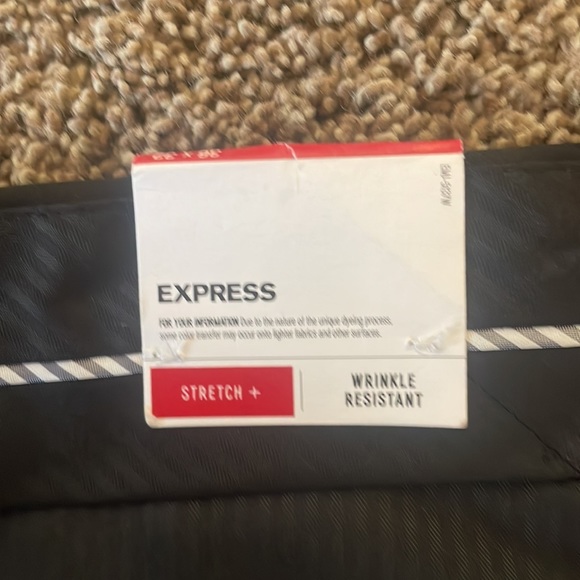 EXPRESS
FOR YOUR INFORMATION Due to the nature of the unique dyeing process,
some color transfer may occur onto lighter fabrics and other surfaces.
STRETCH +
WRINKLE
RESISTANT